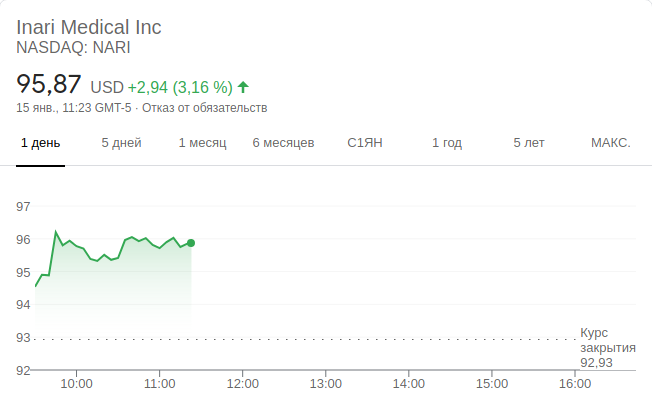 Inari Medical Inc
NASDAQ: NARI
95,87 USD +2,94 (3,16 %)
15 янв., 11:23 GMT-5 · Отказ от обязательств
1 день 5 дней 1 месяц 6 месяцев С1ЯН 1 год 5 лет МАКС.
97
96
95
94
93
Курс
закрытия
92,93
92
10:00 11:00 12:00 13:00 14:00 15:00 16:00